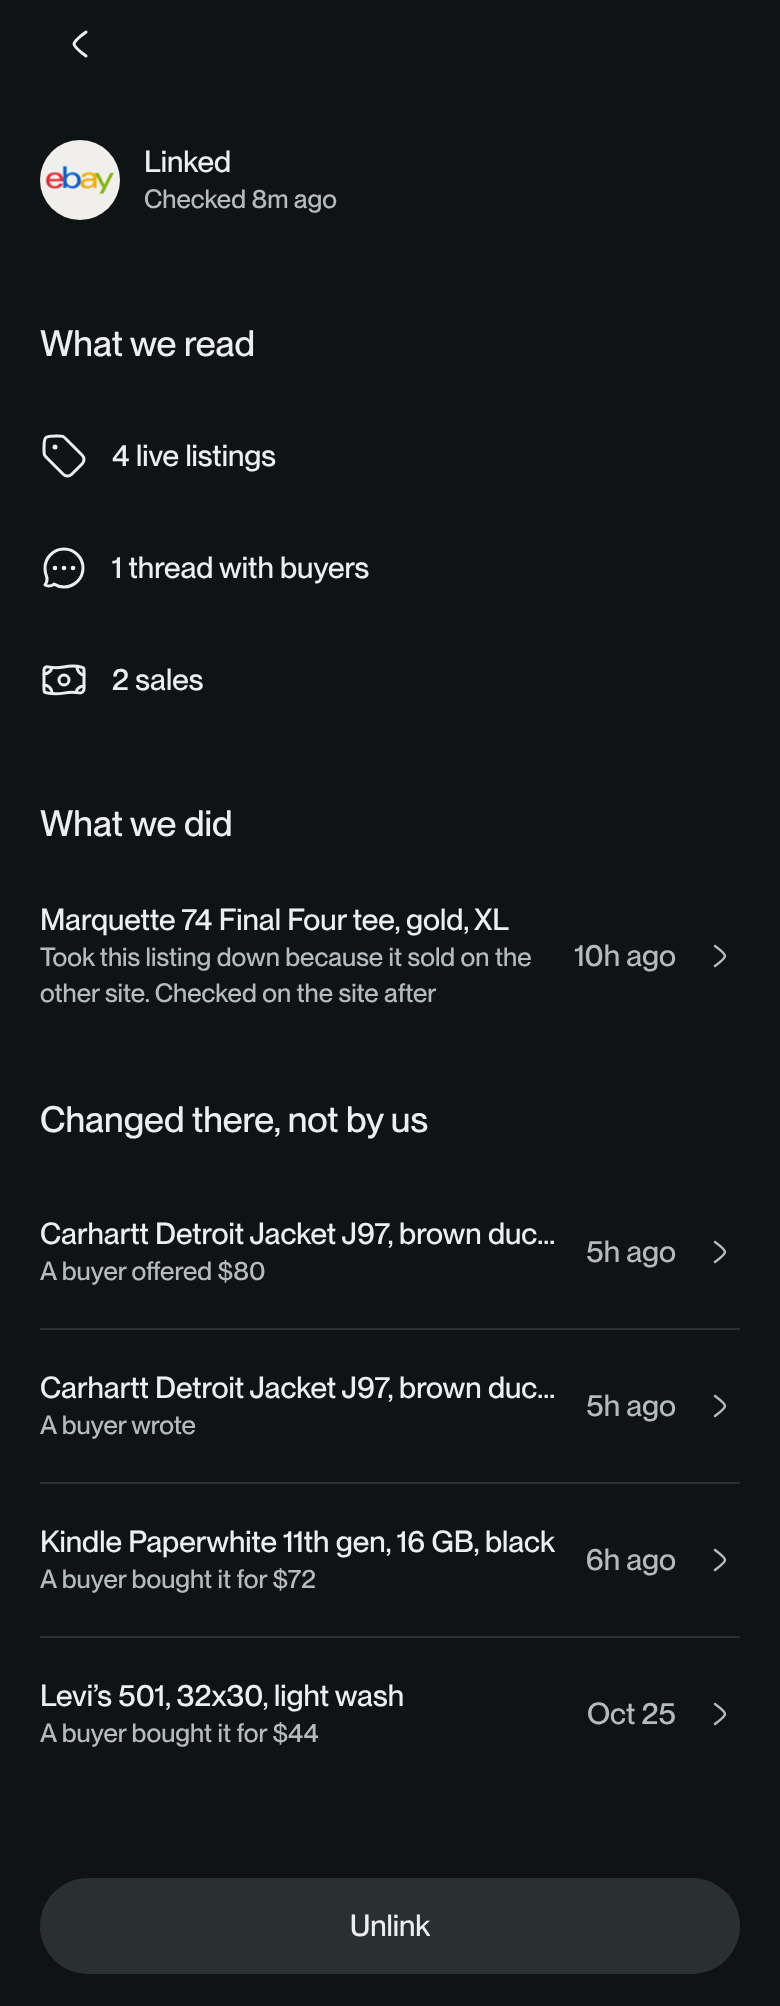 ebay
Linked
Checked 8m ago
What we read
4 live listings
1 thread with buyers
2 sales
What we did
Marquette 74 Final Four tee, gold, XL
Took this listing down because it sold on the
other site. Checked on the site after
10h ago
Changed there, not by us
Carhartt Detroit Jacket J97, brown duc...
A buyer offered $80
5h ago
Carhartt Detroit Jacket J97, brown duc...
A buyer wrote
5h ago
Kindle Paperwhite 11th gen, 16 GB, black
A buyer bought it for $72
6h ago
Levi’s 501, 32x30, light wash
A buyer bought it for $44
Oct 25
Unlink